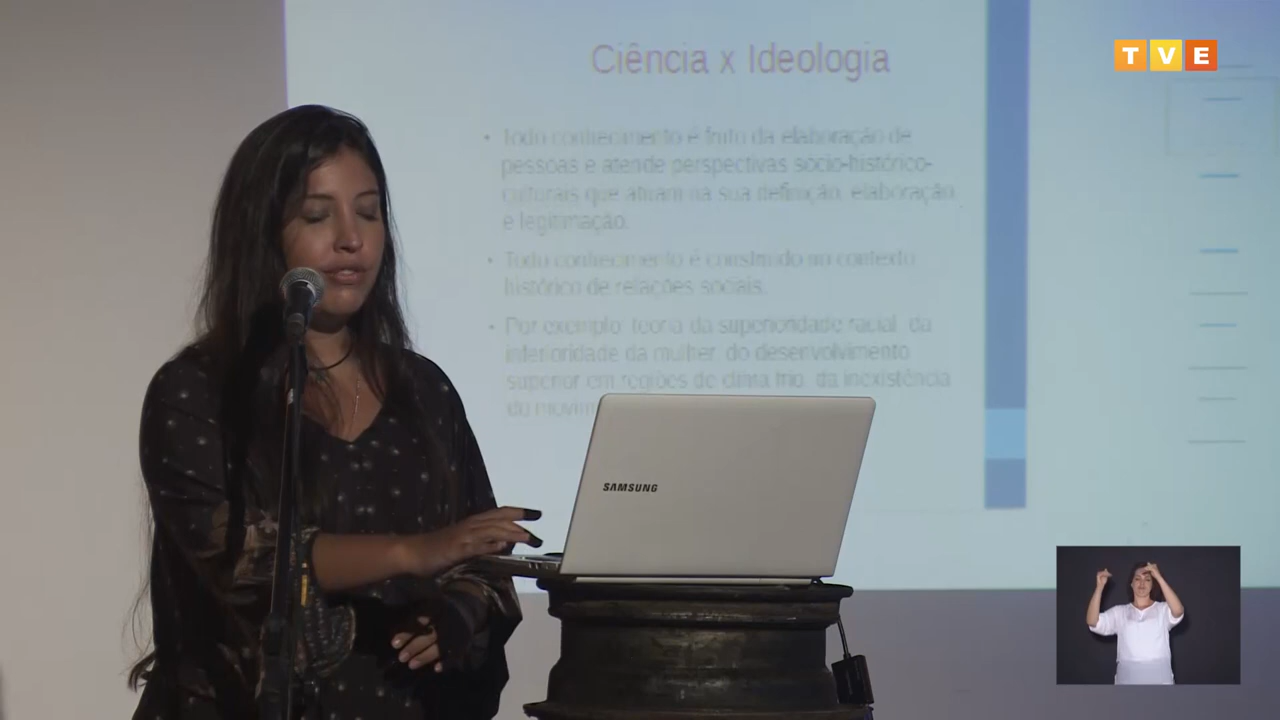 TVE
Ciência x Ideologia
• Todo conhecimento é fruto da elaboração de
pessoas e atende perspectivas socio-histórico-
culturais que atuam na sua definição, elaboração
e legitimação.
• Todo conhecimento é construído no contexto
histórico de relações sociais.
• Por exemplo: teoria da superioridade racial, da
inferioridade da mulher, do desenvolvimento
superior em regiões de clima frio, da inexistência
do
SAMSUNG